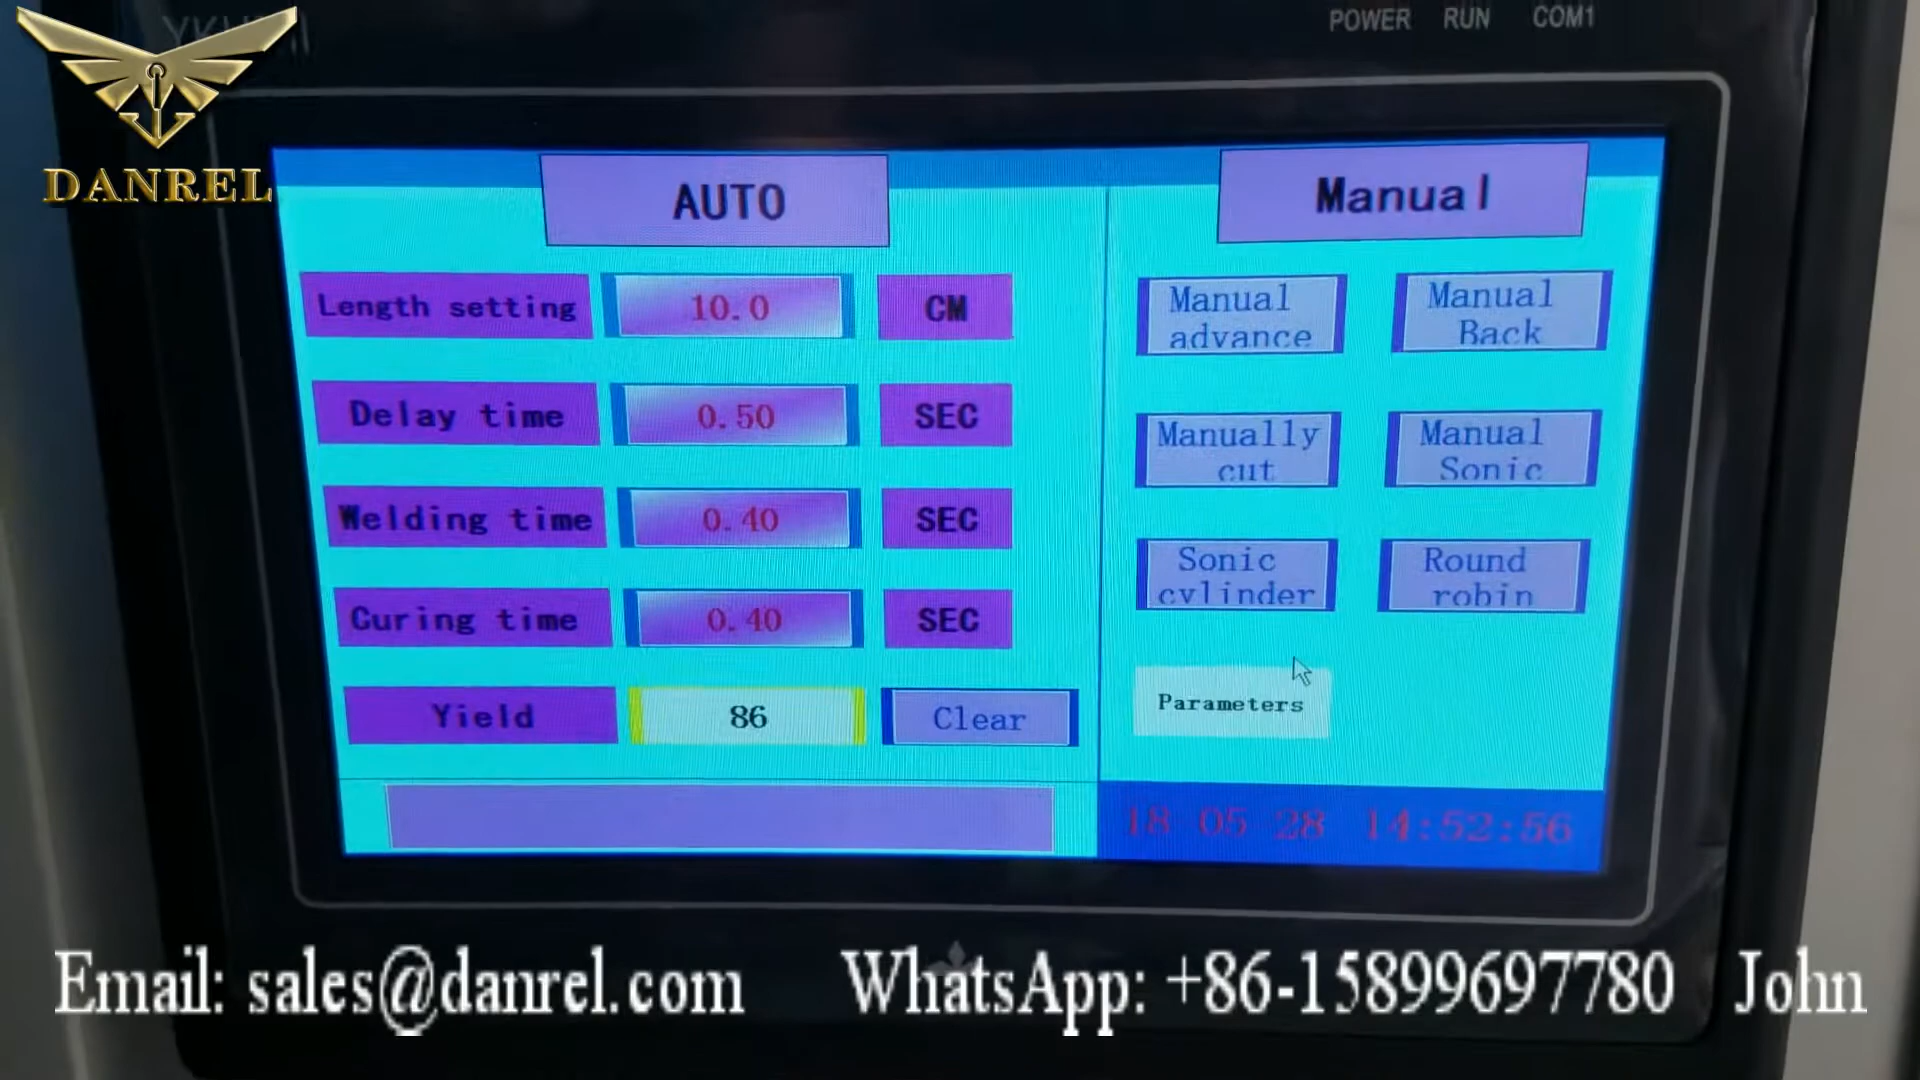 POWER RUN COM1
DANREL
AUTO
Manual
Length setting 10.0 CM
Delay time 0.50 SEC
Welding time 0.40 SEC
Curing time 0.40 SEC
Yield 86 Clear
Manual advance
Manual Back
Manually cut
Manual Sonic
Sonic cylinder
Round robin
Parameters
18 05 28 14:52:56
Email: sales@danrel.com WhatsApp: +86-15899697780 John